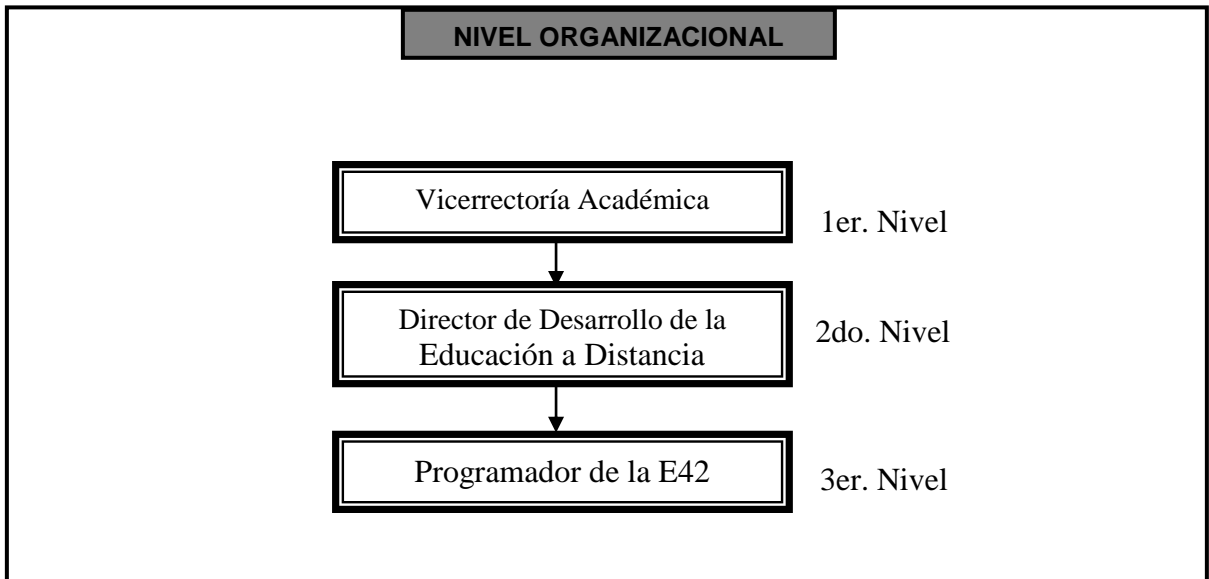 NIVEL ORGANIZACIONAL
Vicerrectoría Académica
1er. Nivel
Director de Desarrollo de la
Educación a Distancia
2do. Nivel
Programador de la E42
3er. Nivel